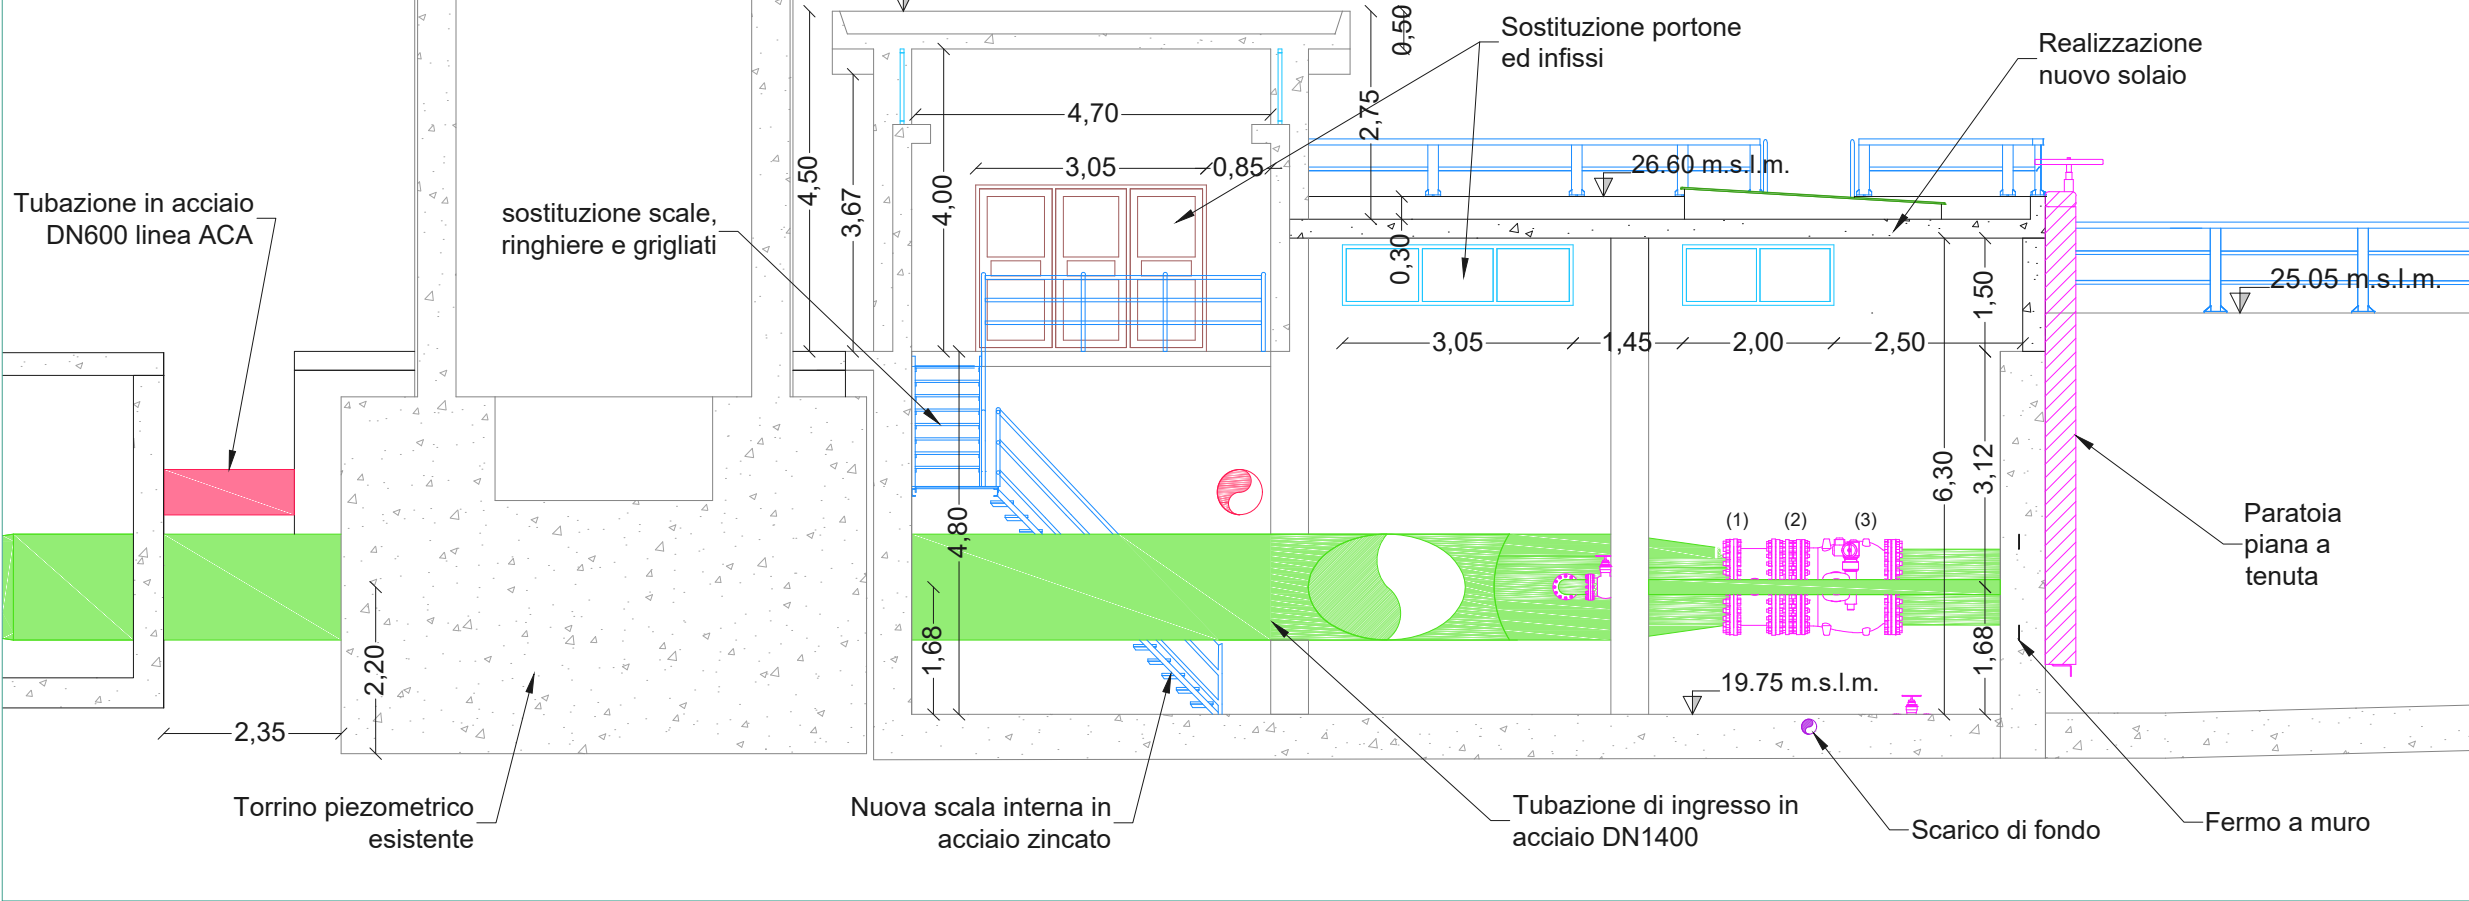 Sostituzione portone
ed infissi
Realizzazione
nuovo solaio
0,50
2,75
4,70
4,50
3,67
4,00
3,05
0,85
26.60 m.s.l.m.
Tubazione in acciaio
DN600 linea ACA
sostituzione scale,
ringhiere e grigliati
0,30
1,50
25.05 m.s.l.m.
3,05
1,45
2,00
2,50
6,30
3,12
4,80
(1)
(2)
(3)
Paratoia
piana a
tenuta
1,68
1,68
2,20
19.75 m.s.l.m.
2,35
Torrino piezometrico
esistente
Nuova scala interna in
acciaio zincato
Tubazione di ingresso in
acciaio DN1400
Scarico di fondo
Fermo a muro